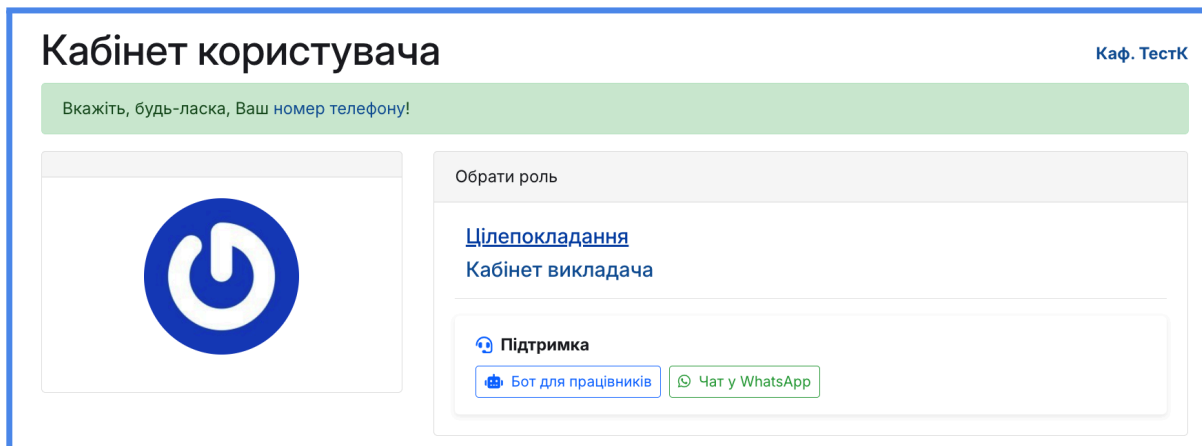 Кабінет користувача
Каф. ТестК
Вкажіть, будь-ласка, Ваш номер телефону!
Обрати роль
Цілепокладання
Кабінет викладача
Підтримка
Бот для працівників
Чат у WhatsApp